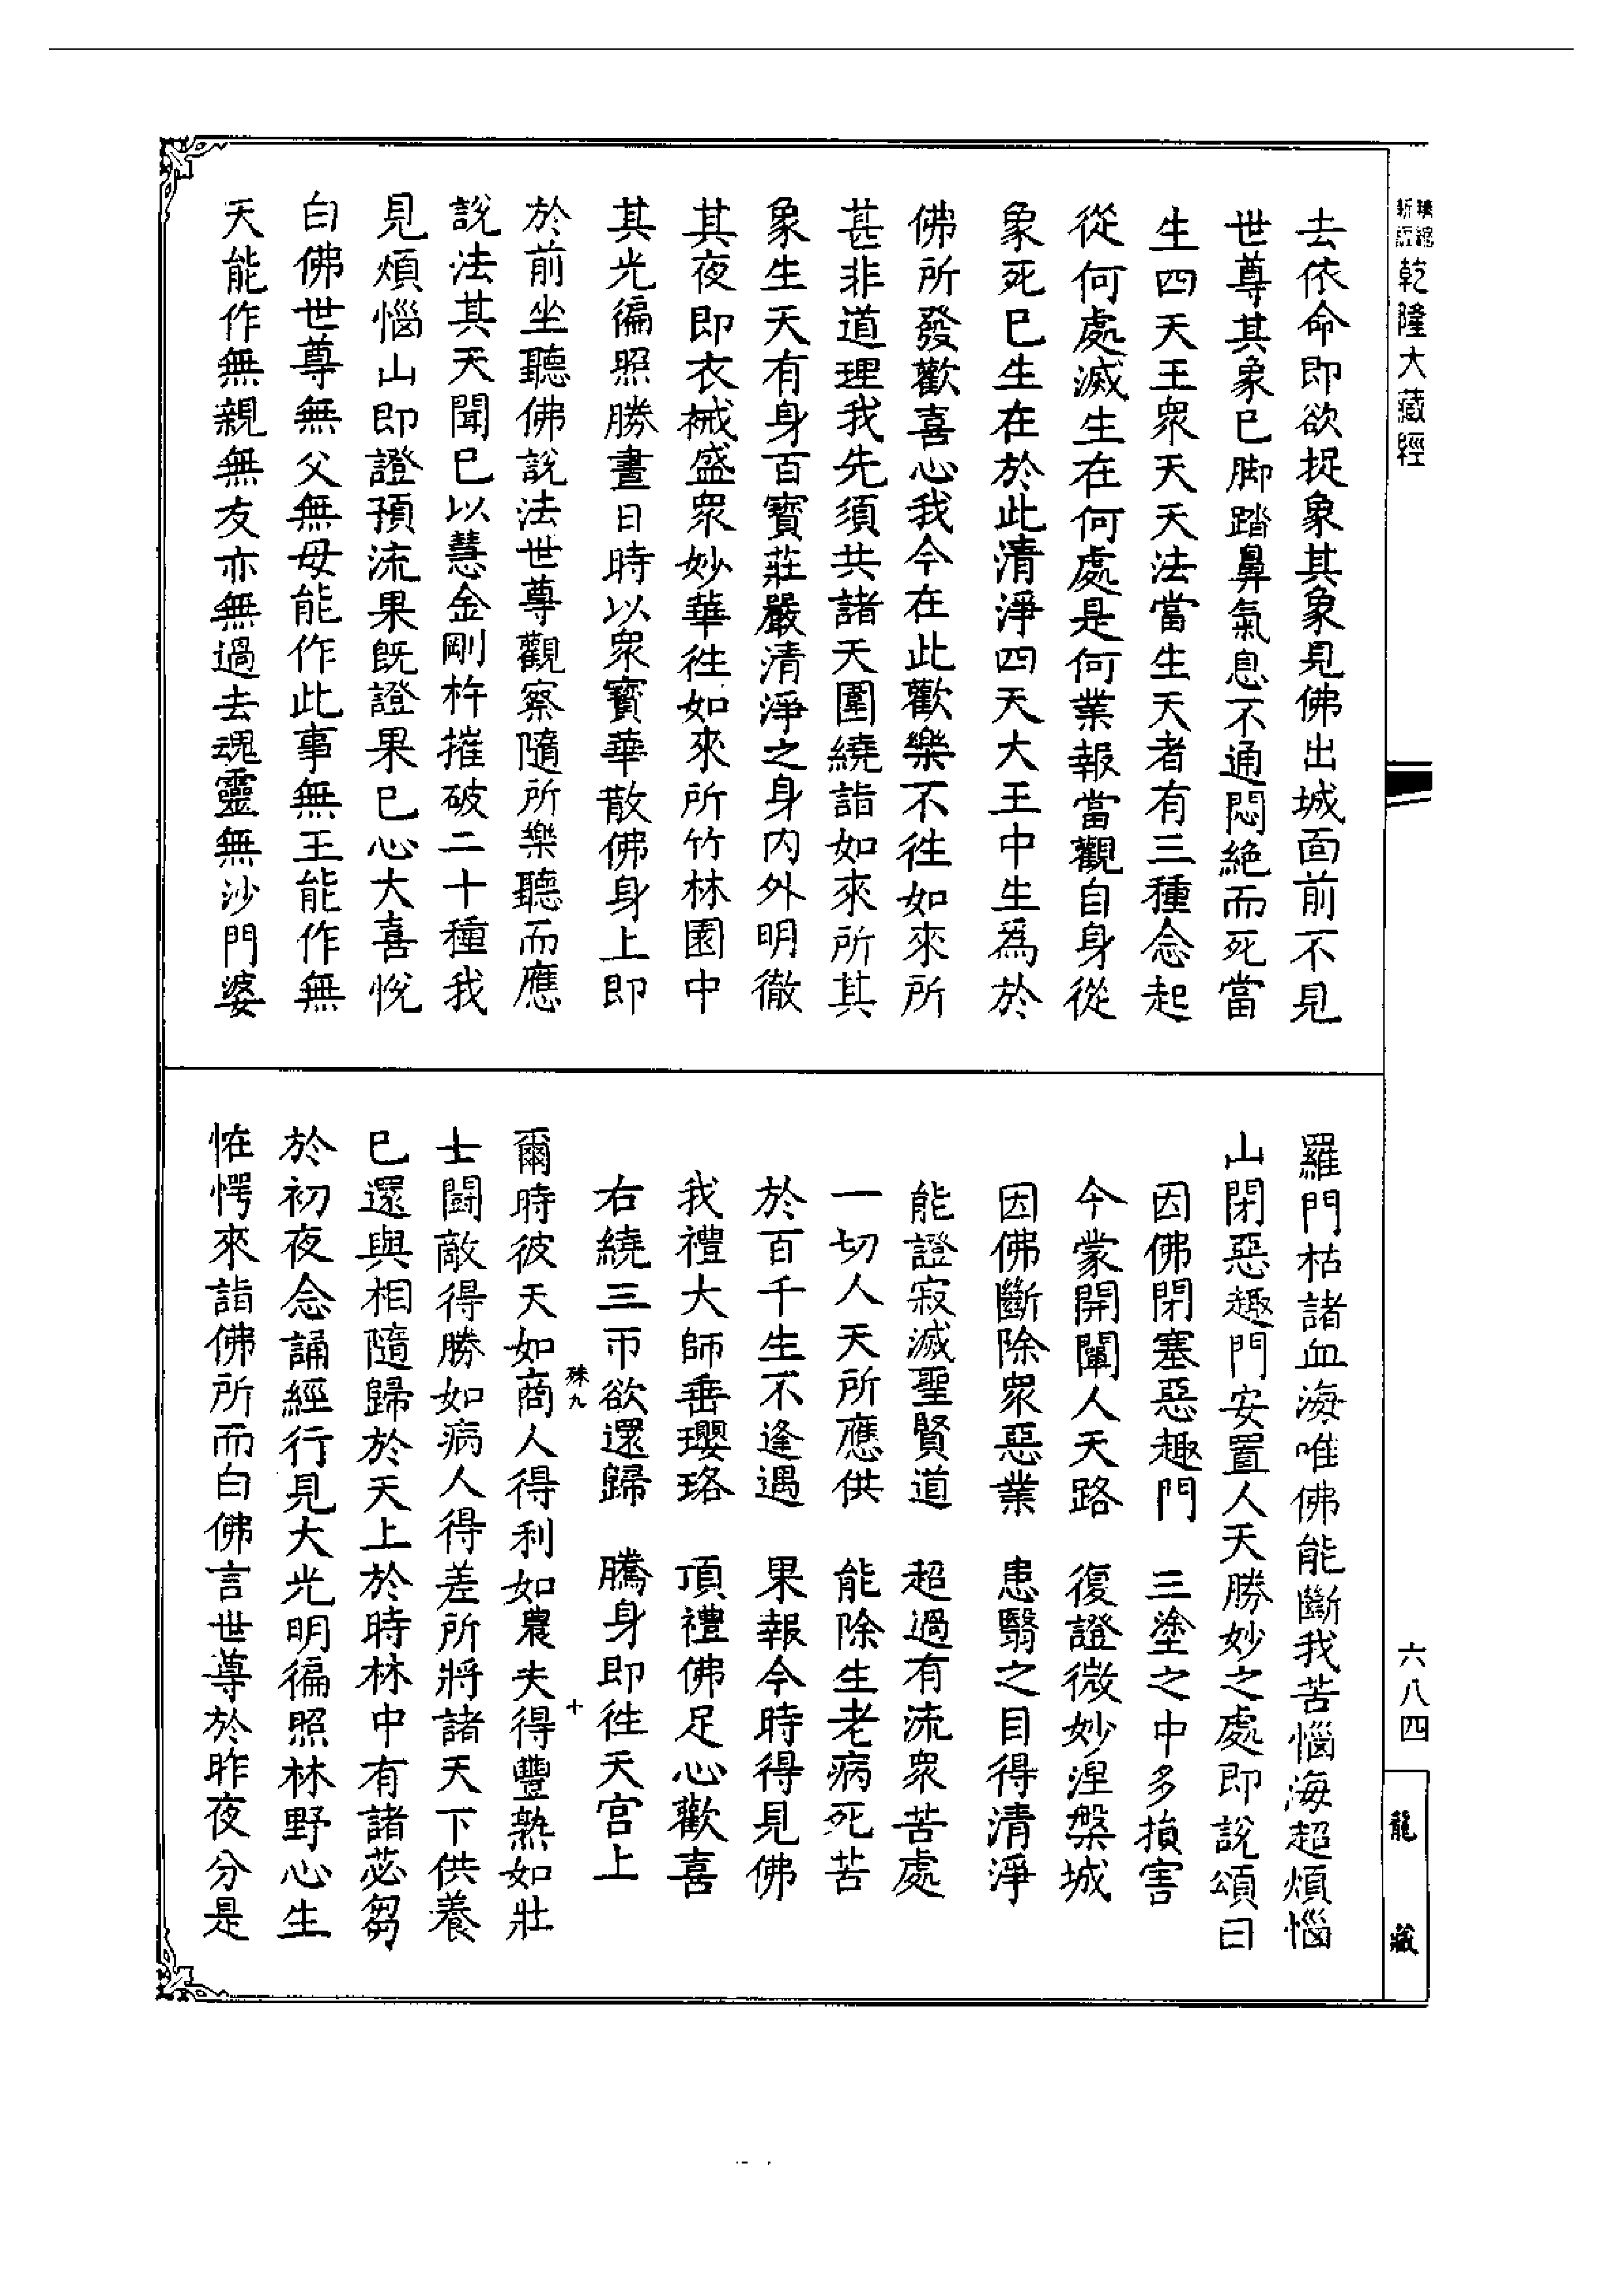 乾隆大藏經
去依命即欲捉象其象見佛出城面前不見
世尊其象已脚踏鼻氣息不通悶絶而死當
生四天王衆天天法當生天者有三種念起
從何處滅生在何處是何業報當觀自身從
象死已生在於此清淨四天大王中生爲於
佛所發歡喜心我今在此歡樂不徃如來所
甚非道理我先須共諸天圍繞詣如來所其
象生天有身百寶莊嚴清淨之身内外明徹
其夜即衣裓盛衆妙華徃如來所竹林園中
其光徧照勝晝日時以衆寶華散佛身上即
於前坐聽佛說法世尊觀察隨所樂聽而應
說法其天聞已以慧金剛杵摧破二十種我
見煩惱山即證預流果既證果已心大喜悅
白佛世尊無父無母能作此事無王能作無
天能作無親無友亦無過去魂靈無沙門婆
羅門枯諸血海唯佛能斷我苦惱海超煩惱
山閉惡趣門安置人天勝妙之處即說頌曰
因佛閉塞惡趣門　三塗之中多損害
今蒙開闡人天路　復證微妙涅槃城
因佛斷除衆惡業　患翳之目得清淨
能證寂滅聖賢道　超過有流衆苦處
一切人天所應供　能除生老病死苦
於百千生不逢遇　果報今時得見佛
我禮大師垂瓔珞　頂禮佛足心歡喜
右繞三帀欲還歸　騰身即徃天宫上
殊九　十
爾時彼天如商人得利如農夫得豐熟如壯
士鬪敵得勝如病人得差所將諸天下供養
已還與相隨歸於天上於時林中有諸苾芻
於初夜念誦經行見大光明徧照林野心生
恠愕來詣佛所而白佛言世尊於昨夜分是
六八四
龍藏